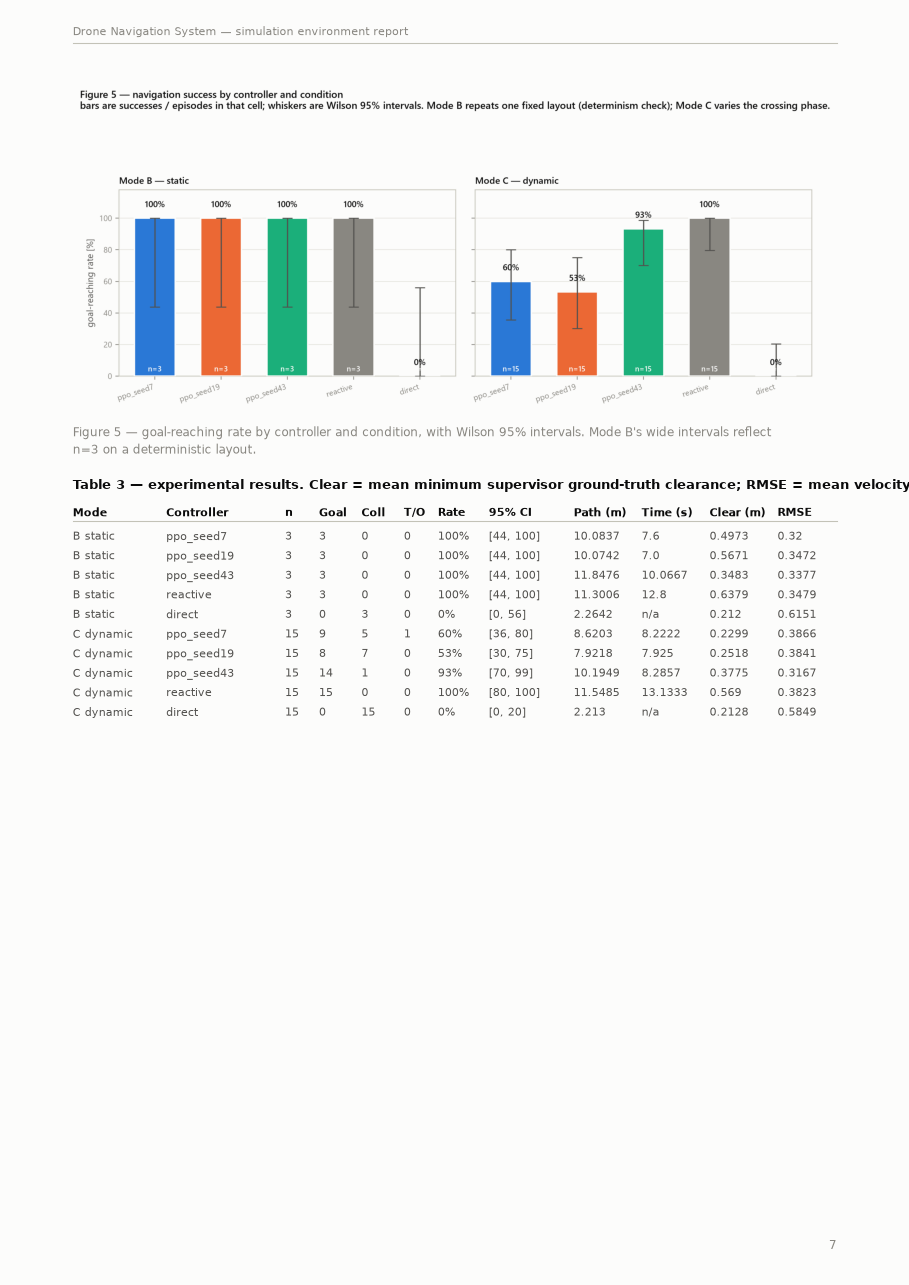 Drone Navigation System — simulation environment report
Figure 5 — navigation success by controller and condition
bars are successes / episodes in that cell; whiskers are Wilson 95% intervals. Mode B repeats one fixed layout (determinism check); Mode C varies the crossing phase.
Mode B — static
Mode C — dynamic
goal-reaching rate [%]
100
80
60
40
20
0
100% 100% 100% 100% 0%
n=3 n=3 n=3 n=3
ppo_seed7 ppo_seed19 ppo_seed43 reactive direct
60% 53% 93% 100% 0%
n=15 n=15 n=15 n=15
ppo_seed7 ppo_seed19 ppo_seed43 reactive direct
Figure 5 — goal-reaching rate by controller and condition, with Wilson 95% intervals. Mode B's wide intervals reflect
n=3 on a deterministic layout.
Table 3 — experimental results. Clear = mean minimum supervisor ground-truth clearance; RMSE = mean velocity
Mode Controller n Goal Coll T/O Rate 95% CI Path (m) Time (s) Clear (m) RMSE
B static ppo_seed7 3 3 0 0 100% [44, 100] 10.0837 7.6 0.4973 0.32
B static ppo_seed19 3 3 0 0 100% [44, 100] 10.0742 7.0 0.5671 0.3472
B static ppo_seed43 3 3 0 0 100% [44, 100] 11.8476 10.0667 0.3483 0.3377
B static reactive 3 3 0 0 100% [44, 100] 11.3006 12.8 0.6379 0.3479
B static direct 3 0 3 0 0% [0, 56] 2.2642 n/a 0.212 0.6151
C dynamic ppo_seed7 15 9 5 1 60% [36, 80] 8.6203 8.2222 0.2299 0.3866
C dynamic ppo_seed19 15 8 7 0 53% [30, 75] 7.9218 7.925 0.2518 0.3841
C dynamic ppo_seed43 15 14 1 0 93% [70, 99] 10.1949 8.2857 0.3775 0.3167
C dynamic reactive 15 15 0 0 100% [80, 100] 11.5485 13.1333 0.569 0.3823
C dynamic direct 15 0 15 0 0% [0, 20] 2.213 n/a 0.2128 0.5849
7